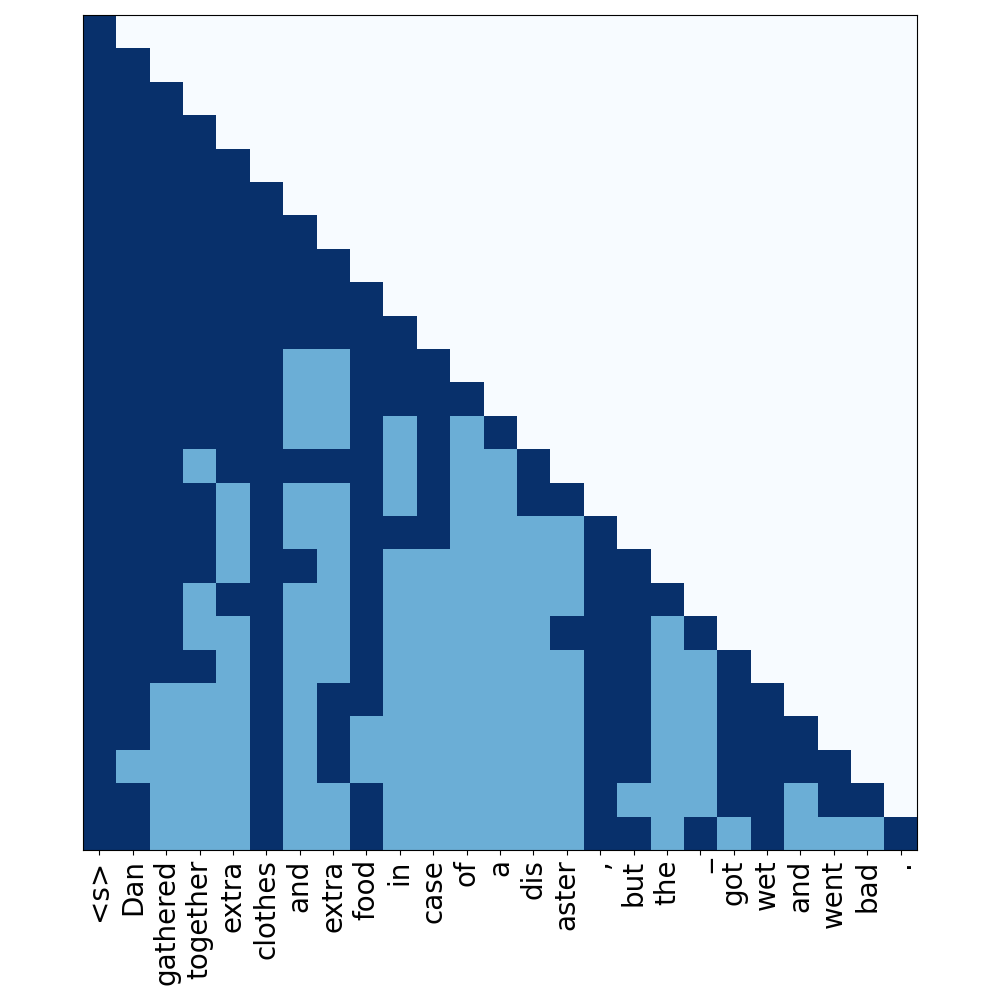 <s> Dan gathered together extra clothes and extra food in case of a dis aster , but the _ got wet and went bad .